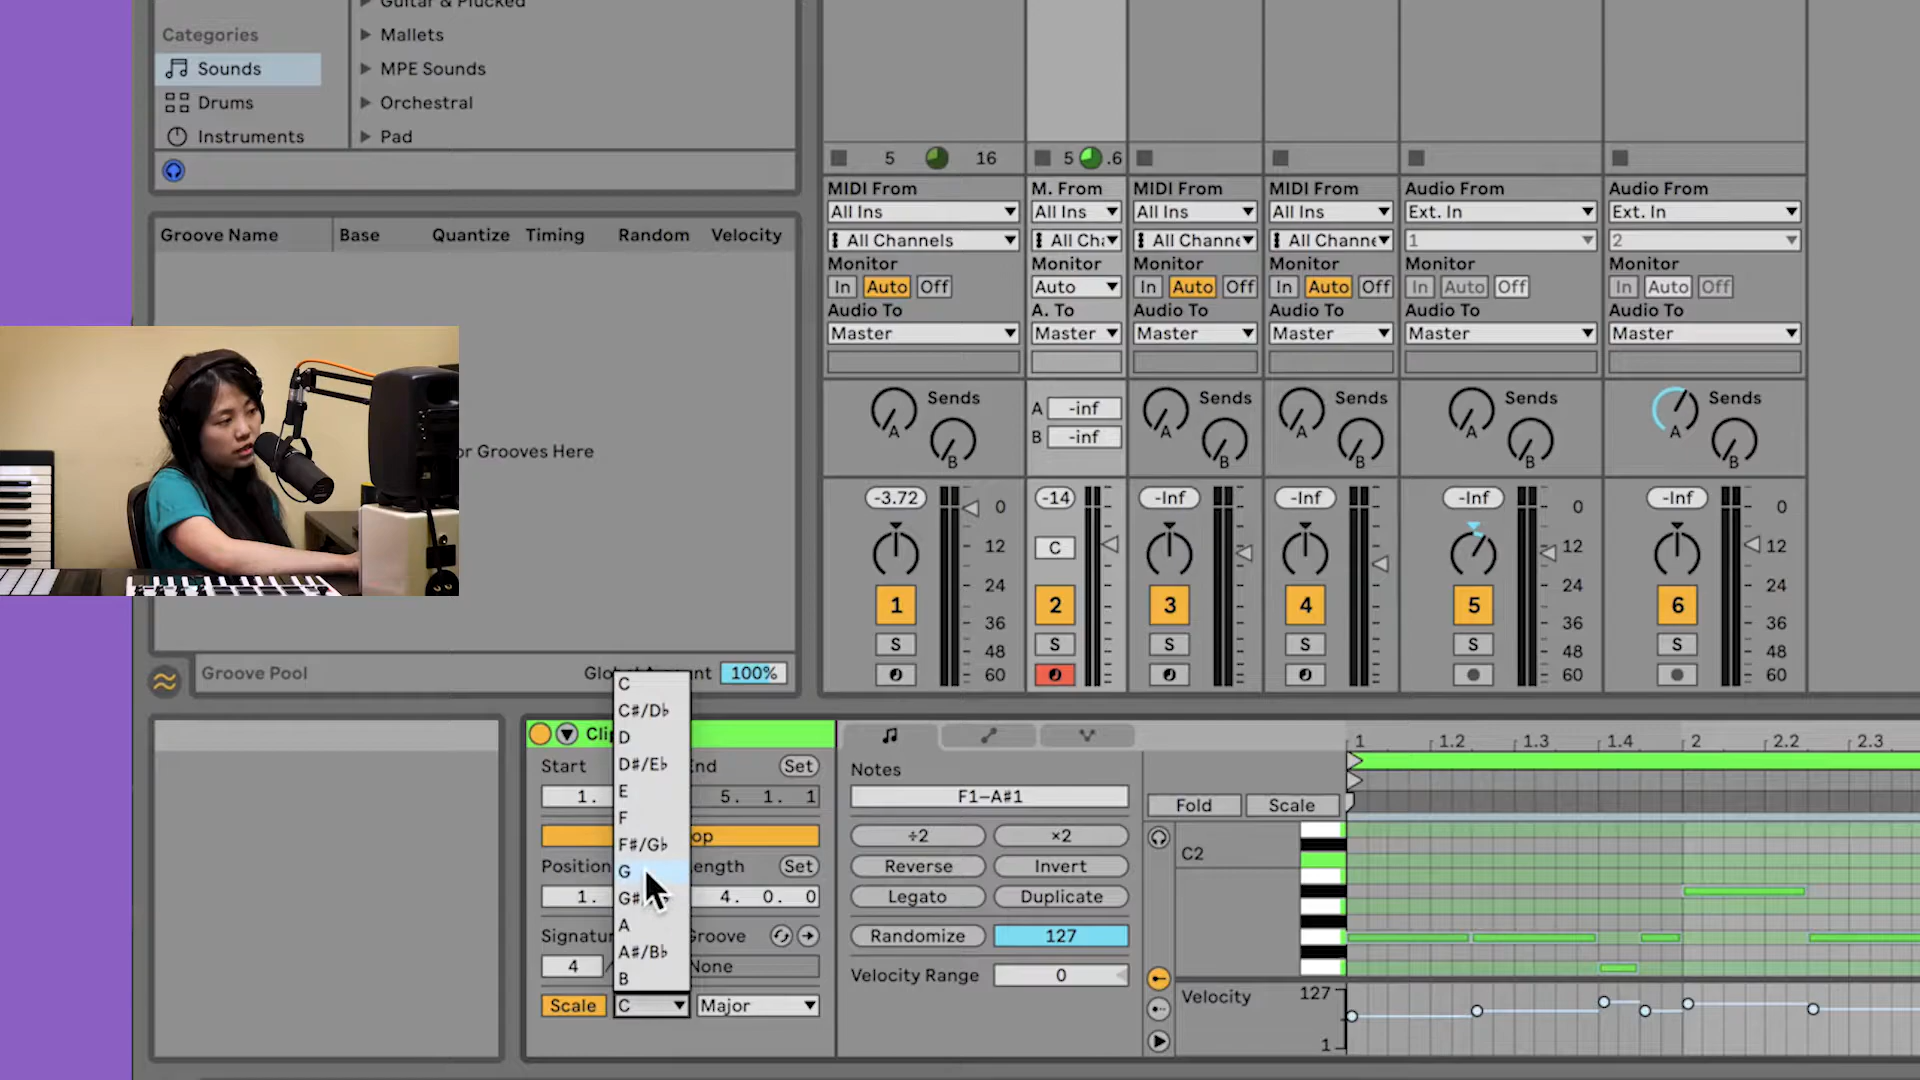 Guitar & Plucked
Categories
Mallets
Sounds
MPE Sounds
Drums
Orchestral
Instruments
Pad
5 16
5 .6
MIDI From
M. From
MIDI From
MIDI From
Audio From
Audio From
All Ins
All Ins
All Ins
All Ins
Ext. In
Ext. In
All Channels
All Ch
All Channe
All Channe
1
2
Monitor
Monitor
Monitor
Monitor
Monitor
Monitor
In Auto Off
Auto
In Auto Off
In Auto Off
In Auto Off
In Auto Off
Audio To
A. To
Audio To
Audio To
Audio To
Audio To
Master
Master
Master
Master
Master
Master
Groove Name Base Quantize Timing Random Velocity
or Grooves Here
Sends
A
B
A -inf
B -inf
Sends
A
B
Sends
A
B
Sends
A
B
Sends
A
B
-3.72
-14
-Inf
-Inf
-Inf
-Inf
0
12
24
36
48
60
C
0
12
24
36
48
60
0
12
24
36
48
60
1
2
3
4
5
6
S
S
S
S
S
S
Groove Pool
Glo
nt 100%
C
C#/D♭
D
D#/E♭
E
F
F#/G♭
G
G#
A
A#/B♭
B
Cli
Start
End Set
1.
5. 1. 1
op
Position
ength Set
1.
4. 0. 0
Signatu
Groove
4
None
Scale C Major
Notes
F1–A#1
÷2 ×2
Reverse Invert
Legato Duplicate
Randomize 127
Velocity Range 0
Fold Scale
C2
1 1.2 1.3 1.4 2 2.2 2.3
Velocity 127
1